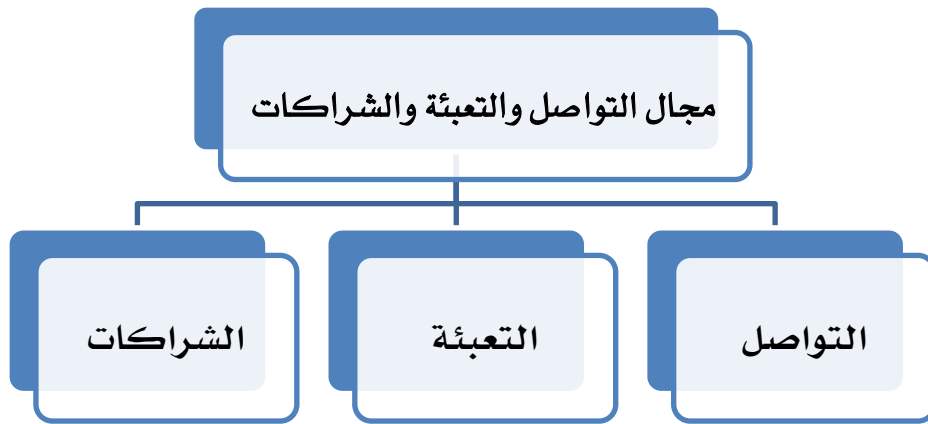 مجال التواصل والتعبئة والشراكات
التواصل
التعبئة
الشراكات